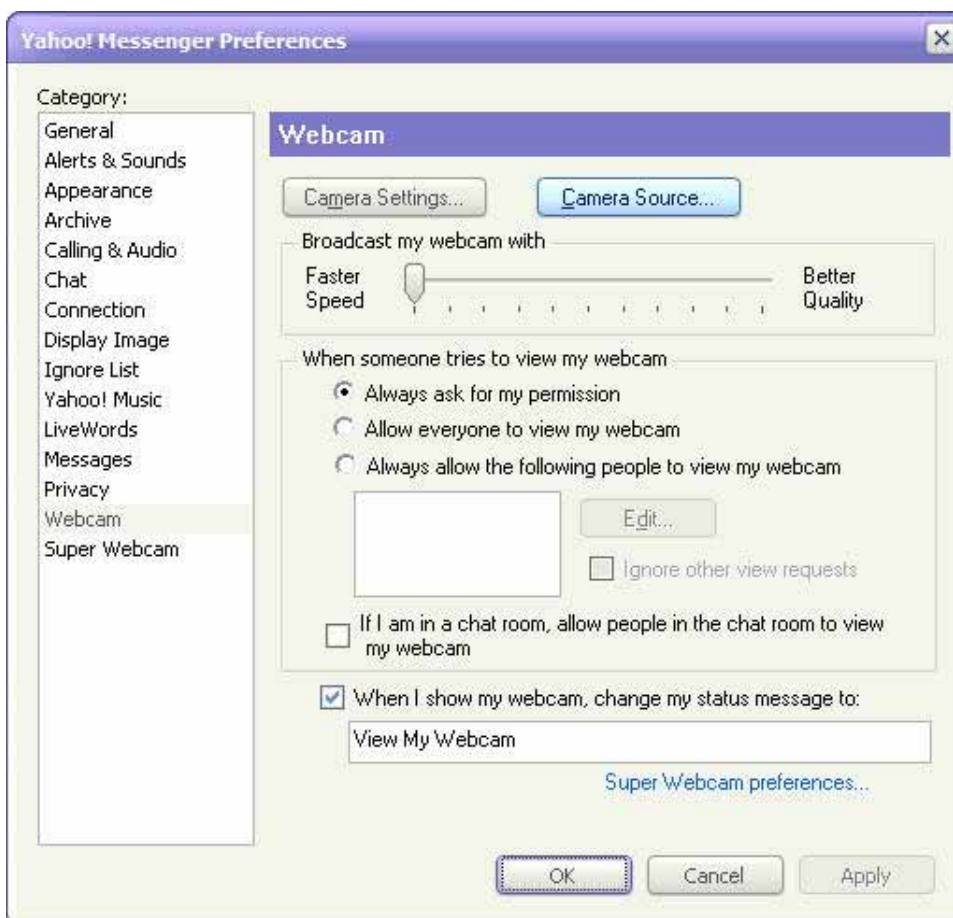 Yahoo! Messenger Preferences
Category:
General
Alerts & Sounds
Appearance
Archive
Calling & Audio
Chat
Connection
Display Image
Ignore List
Yahoo! Music
LiveWords
Messages
Privacy
Webcam
Super Webcam
Webcam
Camera Settings...
Camera Source...
Broadcast my webcam with
Faster
Speed
Better
Quality
When someone tries to view my webcam
Always ask for my permission
Allow everyone to view my webcam
Always allow the following people to view my webcam
Edit...
Ignore other view requests
If I am in a chat room, allow people in the chat room to view
my webcam
When I show my webcam, change my status message to:
View My Webcam
Super Webcam preferences...
OK
Cancel
Apply